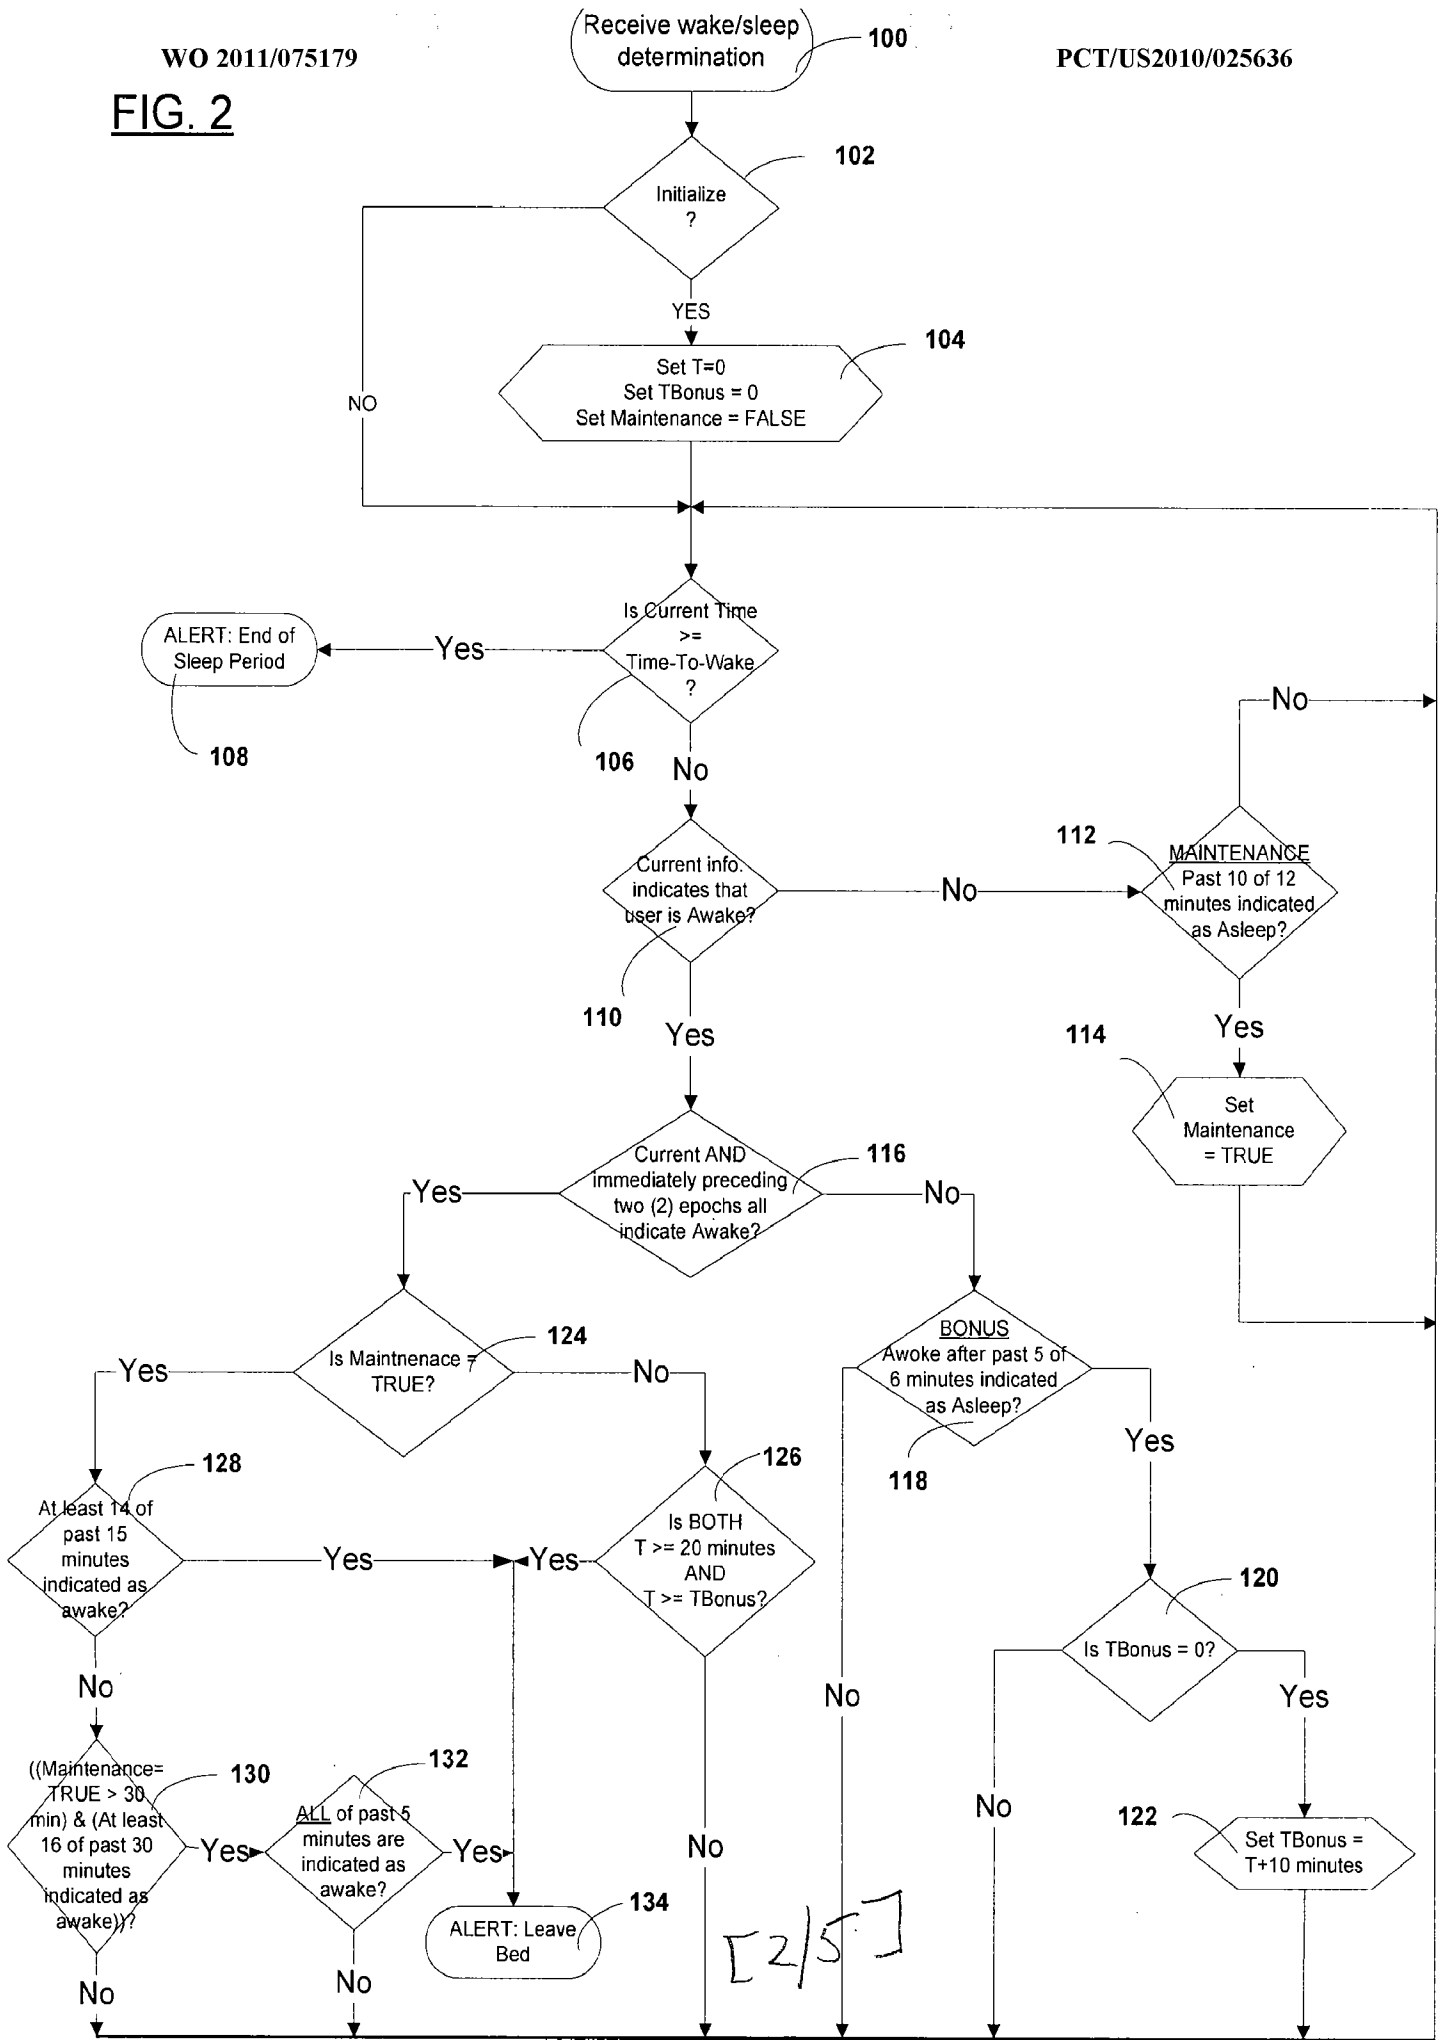 Receive wake/sleep
determination
100
WO 2011/075179
PCT/US2010/025636
FIG. 2
102
Initialize
?
YES
104
Set T=0
Set TBonus = 0
Set Maintenance = FALSE
NO
Is Current Time
>=
Time-To-Wake
?
Yes
ALERT: End of
Sleep Period
108
106
No
No
Current info.
indicates that
user is Awake?
No
112
MAINTENANCE
Past 10 of 12
minutes indicated
as Asleep?
110
Yes
Yes
114
Set
Maintenance
= TRUE
Current AND
immediately preceding
two (2) epochs all
indicate Awake?
116
Yes
No
124
Is Maintnenace =
TRUE?
Yes
No
BONUS
Awoke after past 5 of
6 minutes indicated
as Asleep?
118
Yes
128
At least 14 of
past 15
minutes
indicated as
awake?
Yes
126
Is BOTH
T >= 20 minutes
AND
T >= TBonus?
Yes
120
Is TBonus = 0?
No
No
Yes
((Maintenance=
TRUE > 30
min) & (At least
16 of past 30
minutes
indicated as
awake))?
130
Yes
132
ALL of past 5
minutes are
indicated as
awake?
Yes
No
No
122
Set TBonus =
T+10 minutes
134
ALERT: Leave
Bed
[2/5]
No
No